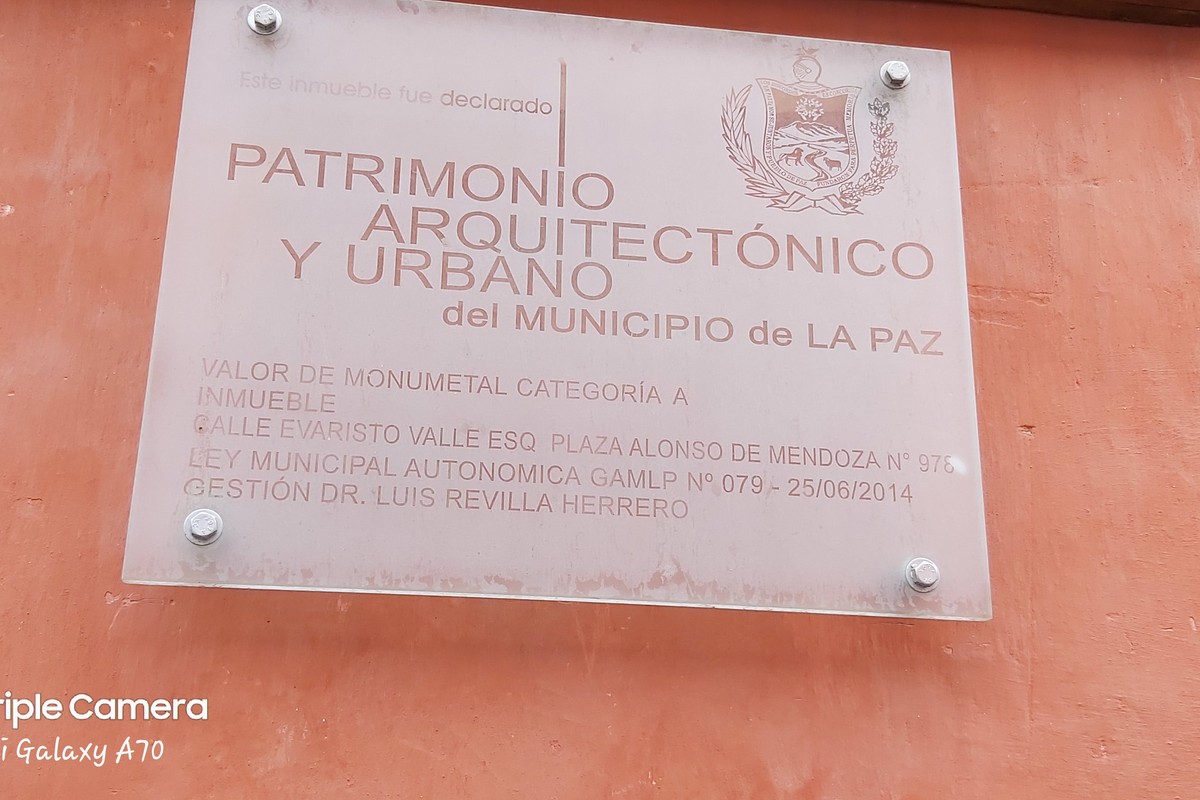 Este inmueble fue declarado
PATRIMONIO
ARQUITECTÓNICO
Y URBANO
del MUNICIPIO de LA PAZ
VALOR DE MONUMETAL CATEGORÍA A
INMUEBLE
CALLE EVARISTO VALLE ESQ PLAZA ALONSO DE MENDOZA N° 978
LEY MUNICIPAL AUTONOMICA GAMLP Nº 079 - 25/06/2014
GESTIÓN DR. LUIS REVILLA HERRERO
riple Camera
i Galaxy A70